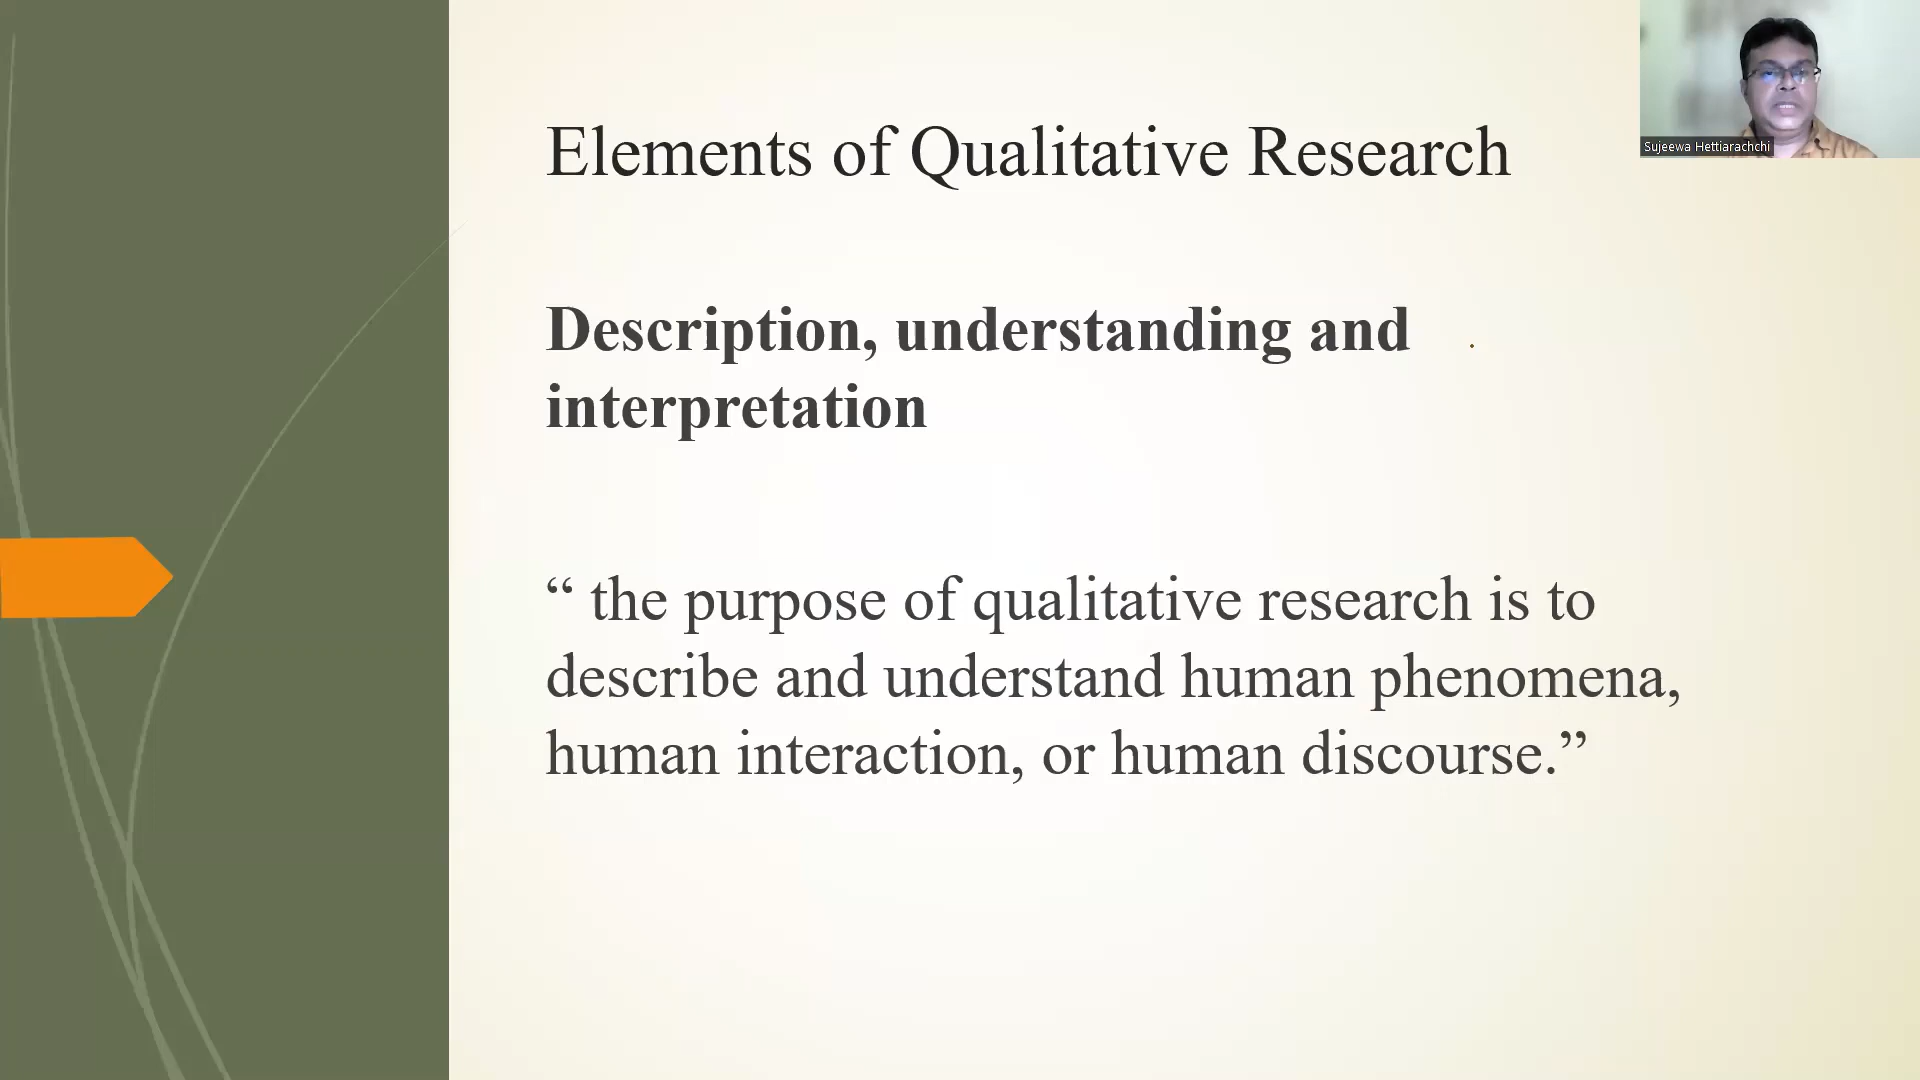 Elements of Qualitative Research
Sujeewa Hettiarachchi
Description, understanding and
interpretation
“ the purpose of qualitative research is to
describe and understand human phenomena,
human interaction, or human discourse.”